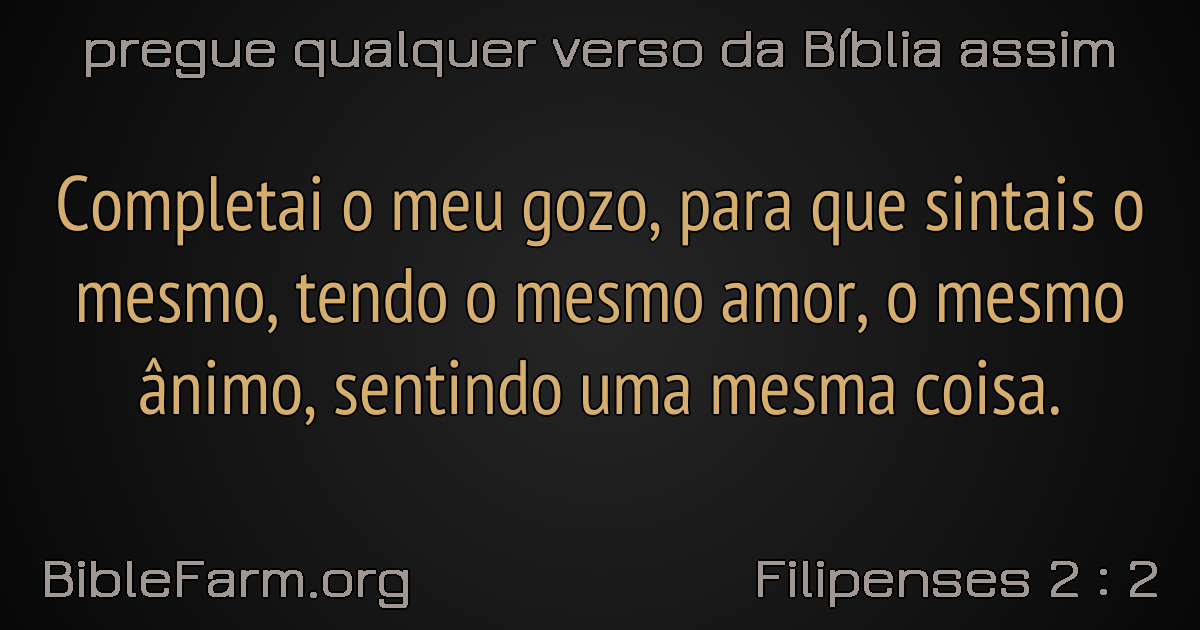 pregue qualquer verso da Bíblia assim
Completai o meu gozo, para que sintais o
mesmo, tendo o mesmo amor, o mesmo
ânimo, sentindo uma mesma coisa.
BibleFarm.org
Filipenses 2 : 2